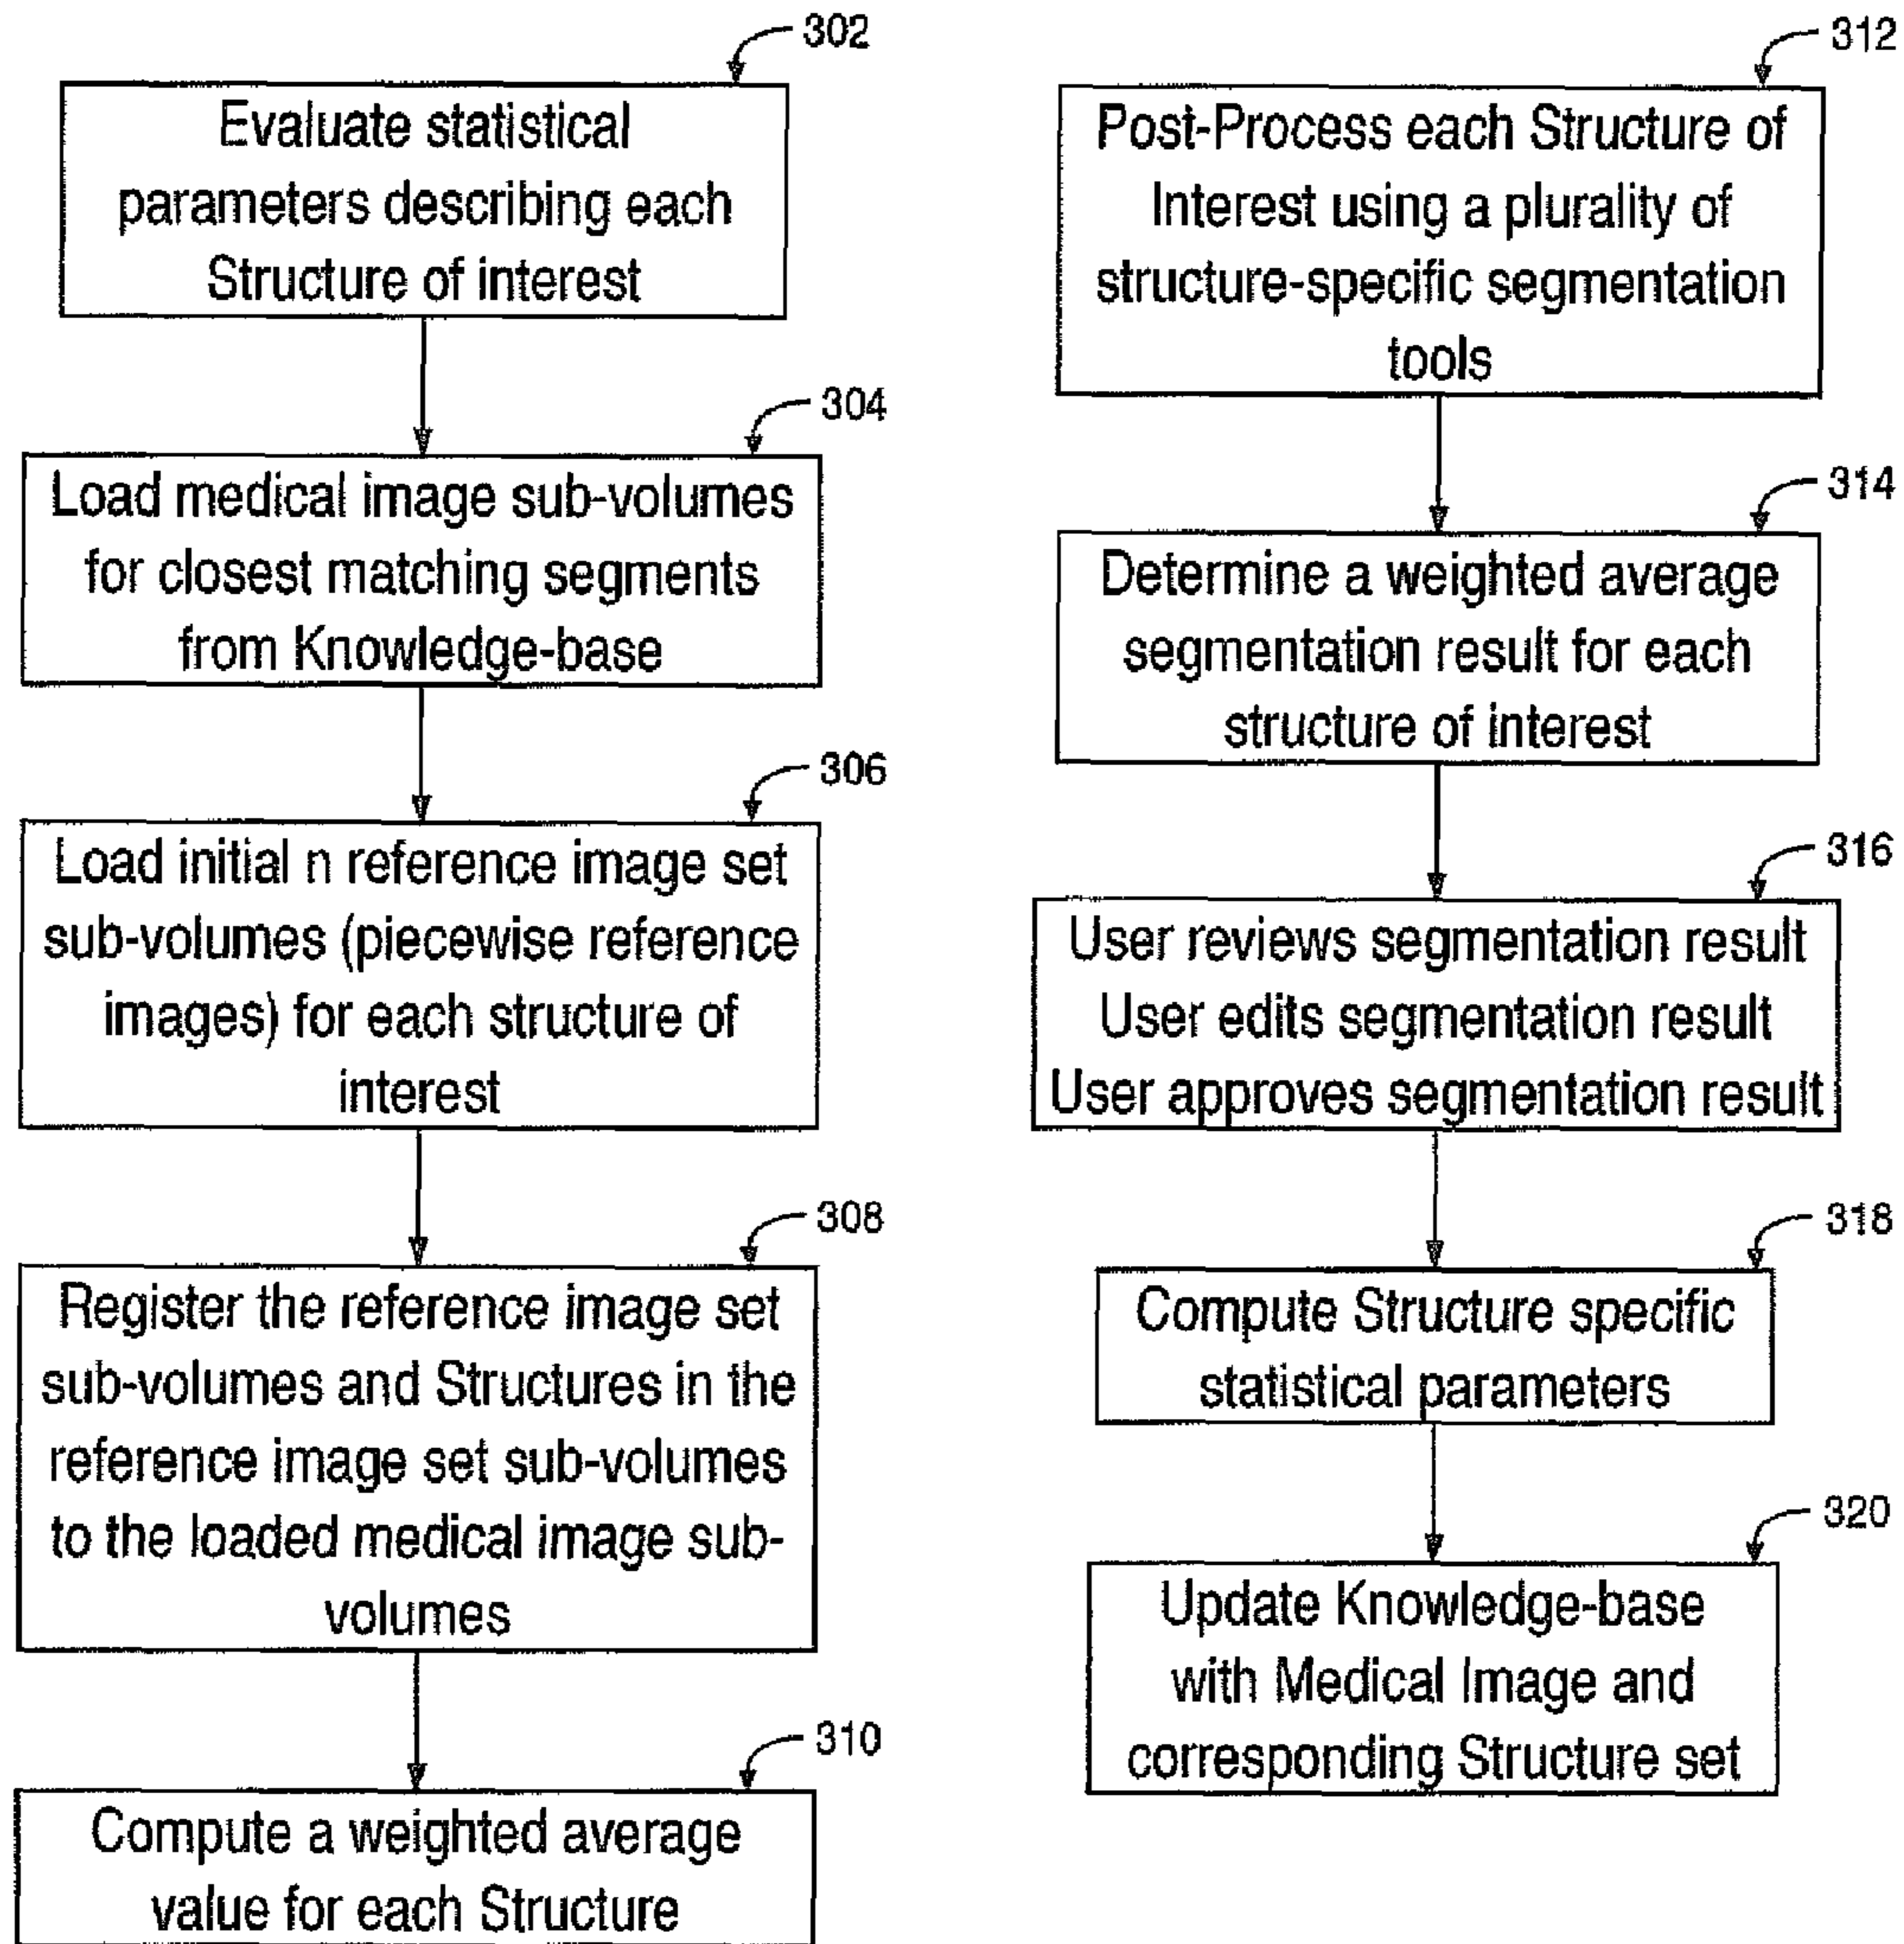 302
Evaluate statistical
parameters describing each
Structure of interest
304
Load medical image sub-volumes
for closest matching segments
from Knowledge-base
306
Load initial n reference image set
sub-volumes (piecewise reference
images) for each structure of
interest
308
Register the reference image set
sub-volumes and Structures in the
reference image set sub-volumes
to the loaded medical image sub-
volumes
310
Compute a weighted average
value for each Structure
312
Post-Process each Structure of
Interest using a plurality of
structure-specific segmentation
tools
314
Determine a weighted average
segmentation result for each
structure of interest
316
User reviews segmentation result
User edits segmentation result
User approves segmentation result
318
Compute Structure specific
statistical parameters
320
Update Knowledge-base
with Medical Image and
corresponding Structure set